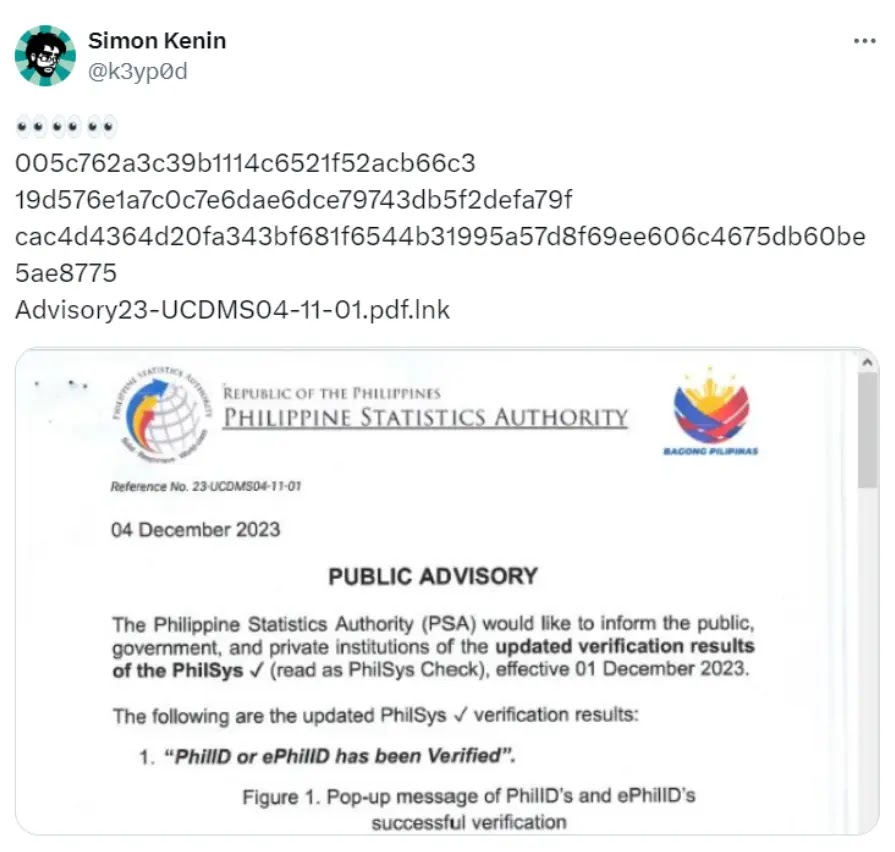 Simon Kenin
@k3yp0d
👀👀👀
005c762a3c39b1114c6521f52acb66c3
19d576e1a7c0c7e6dae6dce79743db5f2defa79f
cac4d4364d20fa343bf681f6544b31995a57d8f69ee606c4675db60be
5ae8775
Advisory23-UCDMS04-11-01.pdf.lnk
PHILIPPINE STATISTICS AUTHORITY
REPUBLIC OF THE PHILIPPINES
PHILIPPINE STATISTICS AUTHORITY
BAGONG PILIPINAS
Reference No. 23-UCDMS04-11-01
04 December 2023
PUBLIC ADVISORY
The Philippine Statistics Authority (PSA) would like to inform the public,
government, and private institutions of the updated verification results
of the PhilSys ✓ (read as PhilSys Check), effective 01 December 2023.
The following are the updated PhilSys ✓ verification results:
1. “PhilID or ePhilID has been Verified”.
Figure 1. Pop-up message of PhilID’s and ePhilID’s
successful verification